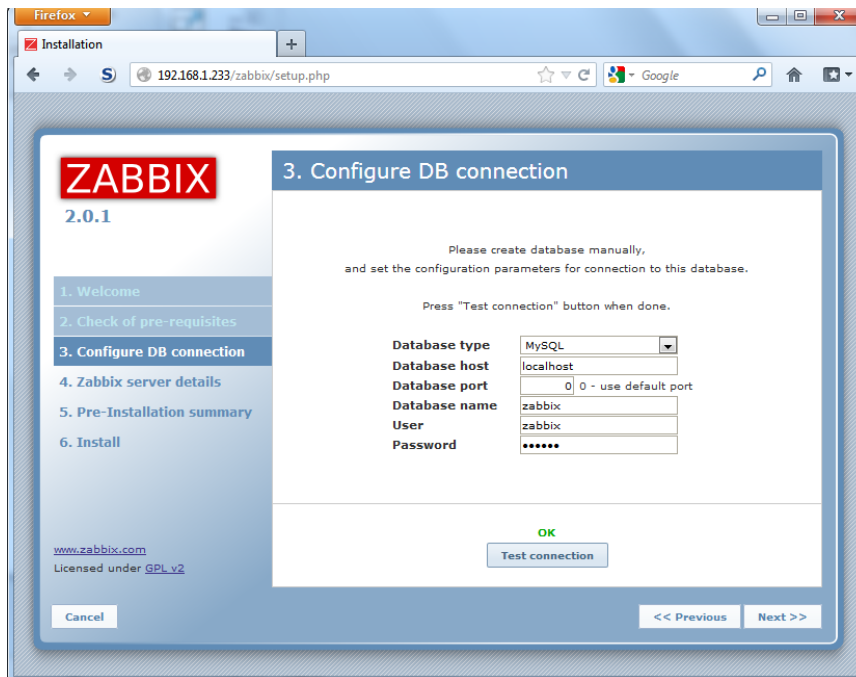 Firefox
Installation
192.168.1.233/zabbix/setup.php
Google
ZABBIX
2.0.1
1. Welcome
2. Check of pre-requisites
3. Configure DB connection
4. Zabbix server details
5. Pre-Installation summary
6. Install
www.zabbix.com
Licensed under GPL v2
3. Configure DB connection
Please create database manually,
and set the configuration parameters for connection to this database.
Press "Test connection" button when done.
Database type MySQL
Database host localhost
Database port 0 0 - use default port
Database name zabbix
User zabbix
Password ••••••
OK
Test connection
Cancel << Previous Next >>